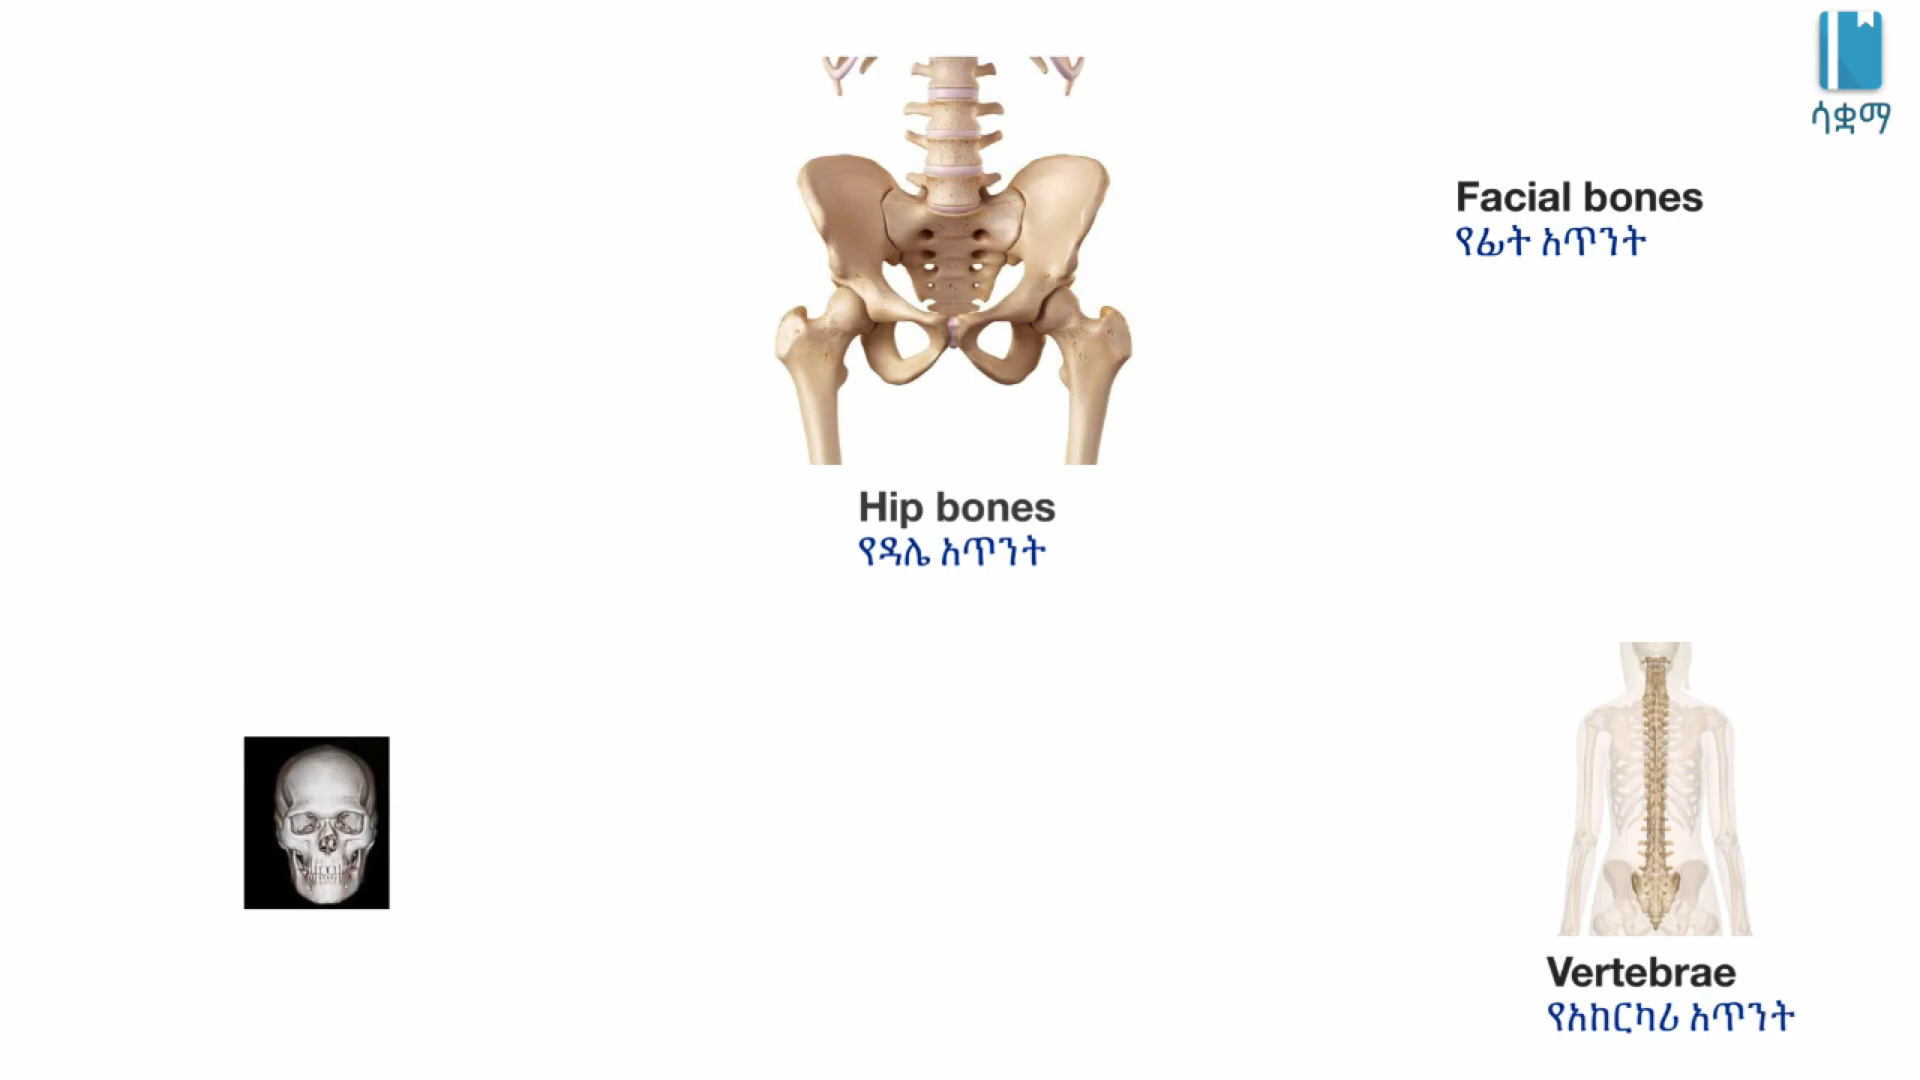 ሳቋማ
Facial bones
የፊት አጥንት
Hip bones
የዳሌ አጥንት
Vertebrae
የአከርካሪ አጥንት